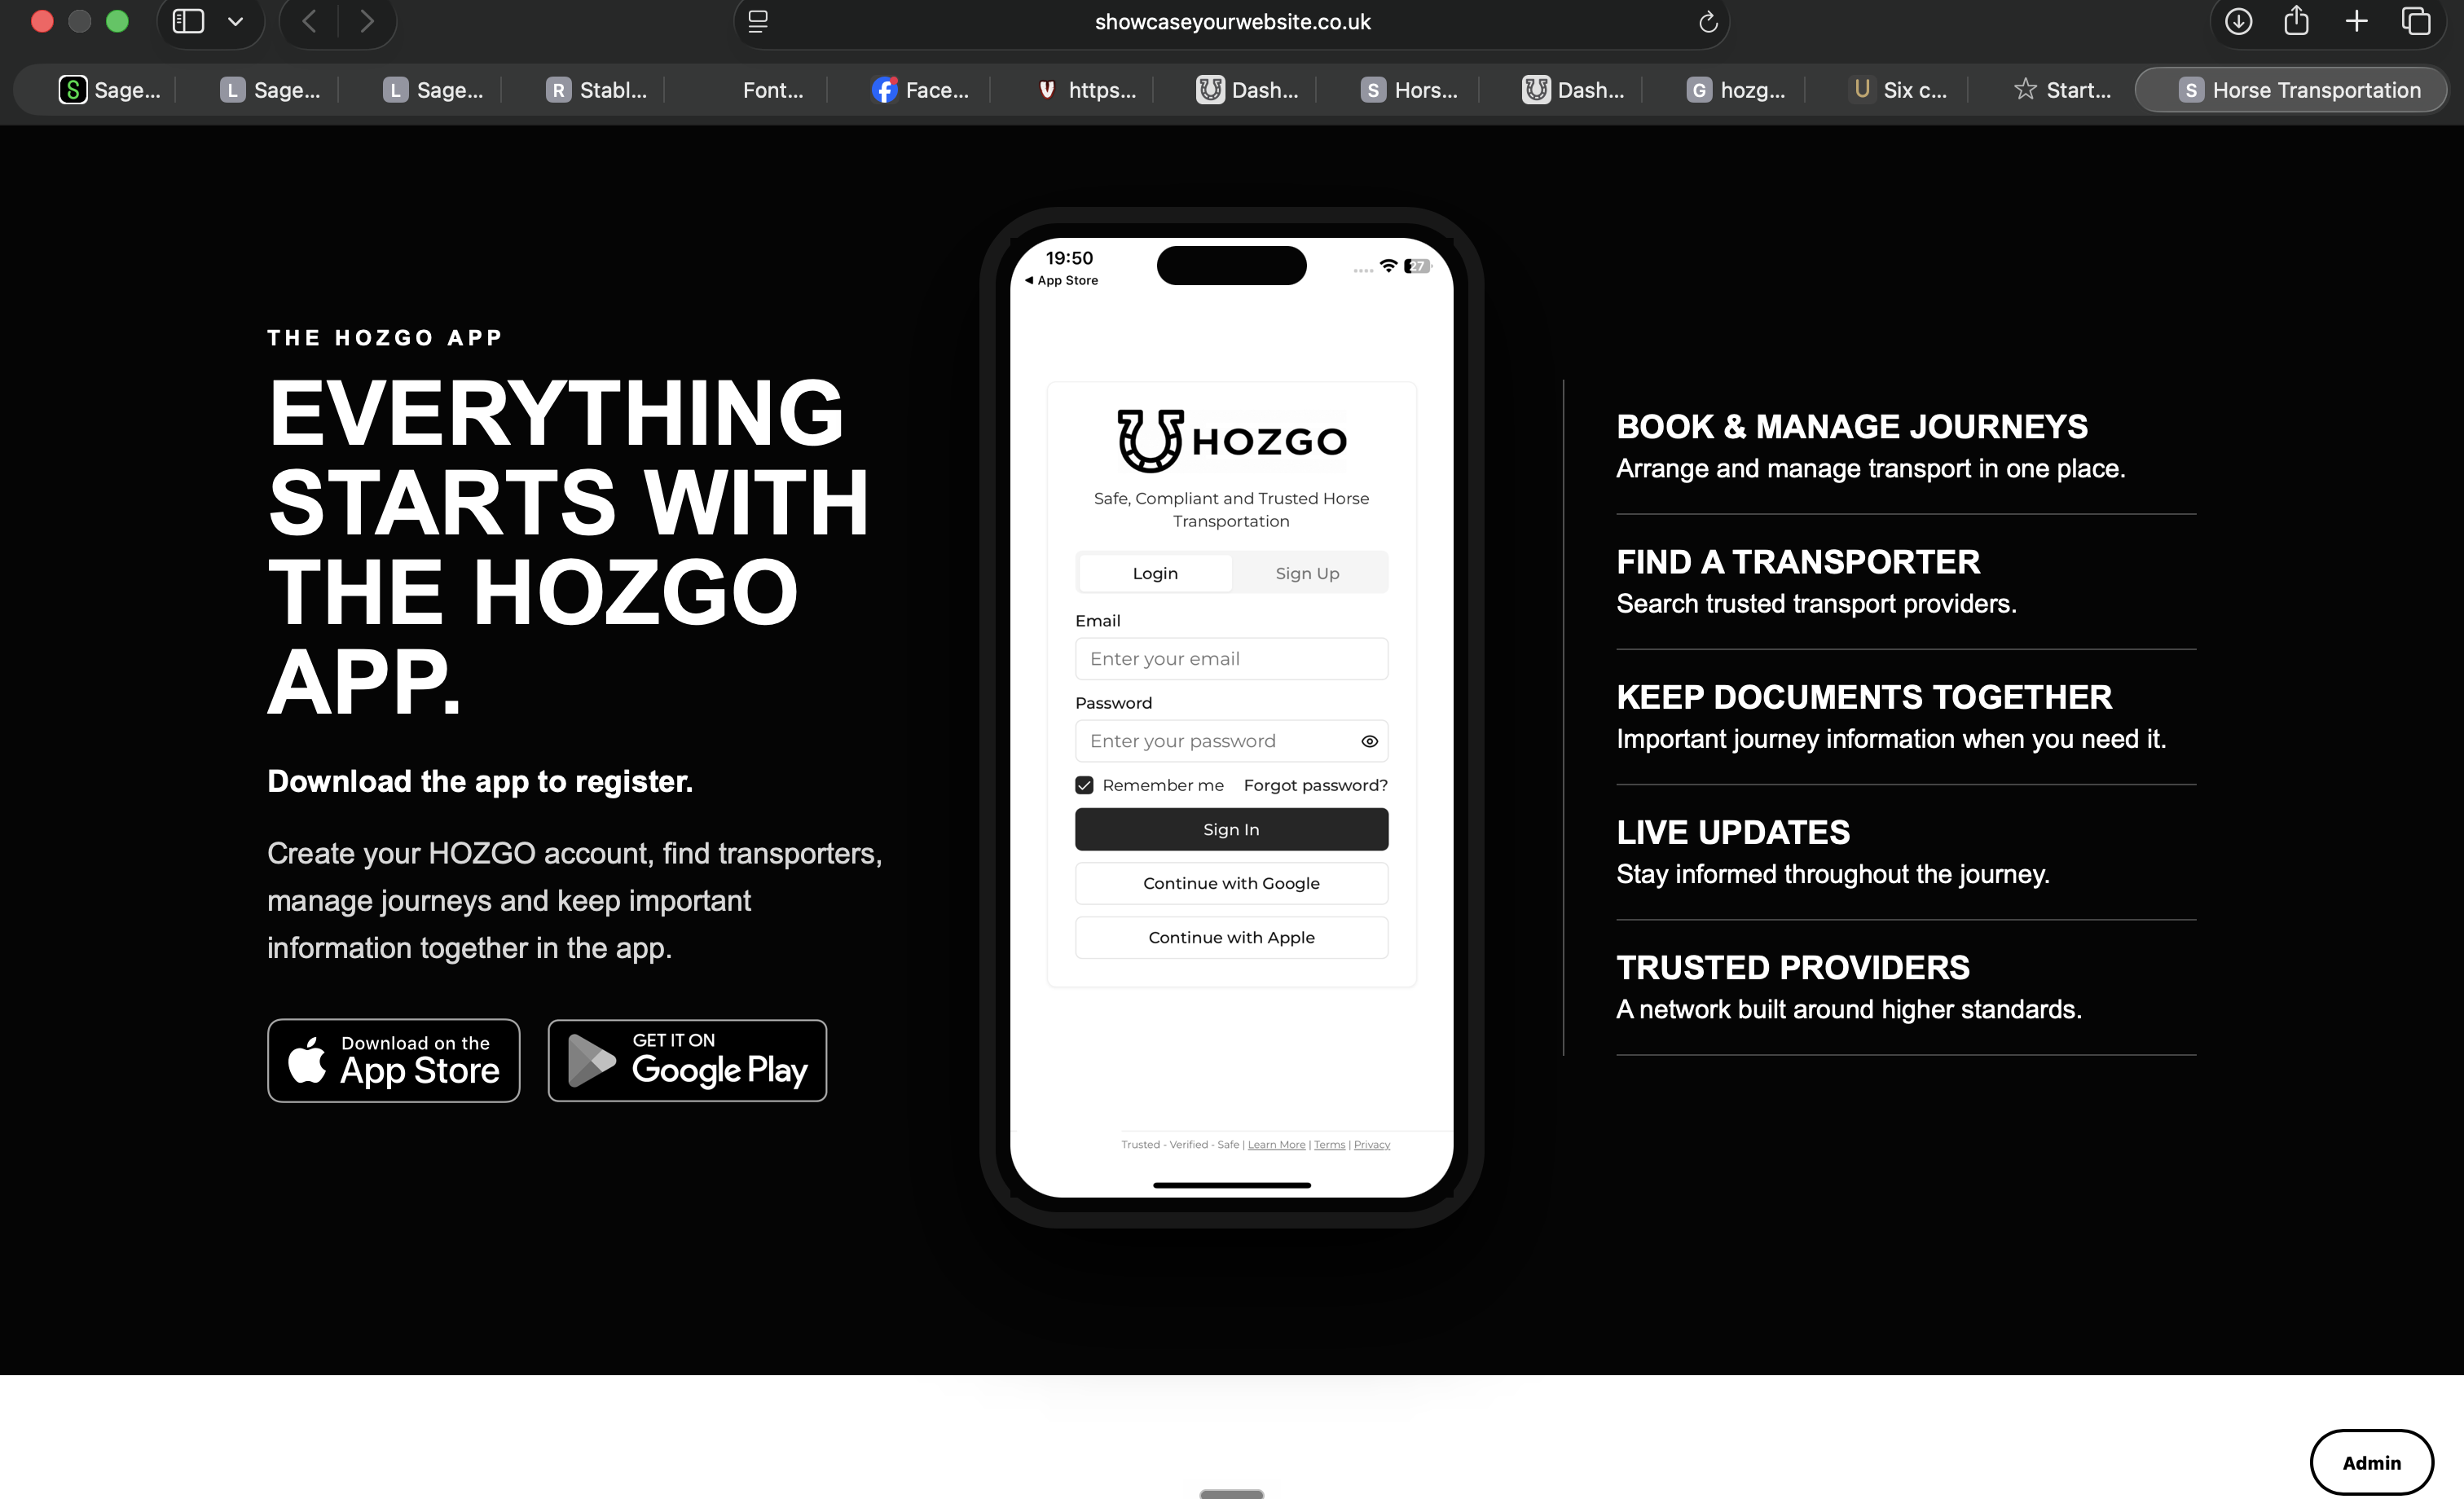 showcaseyourwebsite.co.uk
S Sage...
L Sage...
L Sage...
R Stabl...
Font...
Face...
https...
Dash...
S Hors...
Dash...
G hozg...
U Six c...
Start...
S Horse Transportation
THE HOZGO APP
EVERYTHING
STARTS WITH
THE HOZGO
APP.
Download the app to register.
Create your HOZGO account, find transporters,
manage journeys and keep important
information together in the app.
Download on the
App Store
GET IT ON
Google Play
19:50
27
◀ App Store
HOZGO
Safe, Compliant and Trusted Horse
Transportation
Login
Sign Up
Email
Enter your email
Password
Enter your password
Remember me
Forgot password?
Sign In
Continue with Google
Continue with Apple
Trusted - Verified - Safe | Learn More | Terms | Privacy
BOOK & MANAGE JOURNEYS
Arrange and manage transport in one place.
FIND A TRANSPORTER
Search trusted transport providers.
KEEP DOCUMENTS TOGETHER
Important journey information when you need it.
LIVE UPDATES
Stay informed throughout the journey.
TRUSTED PROVIDERS
A network built around higher standards.
Admin